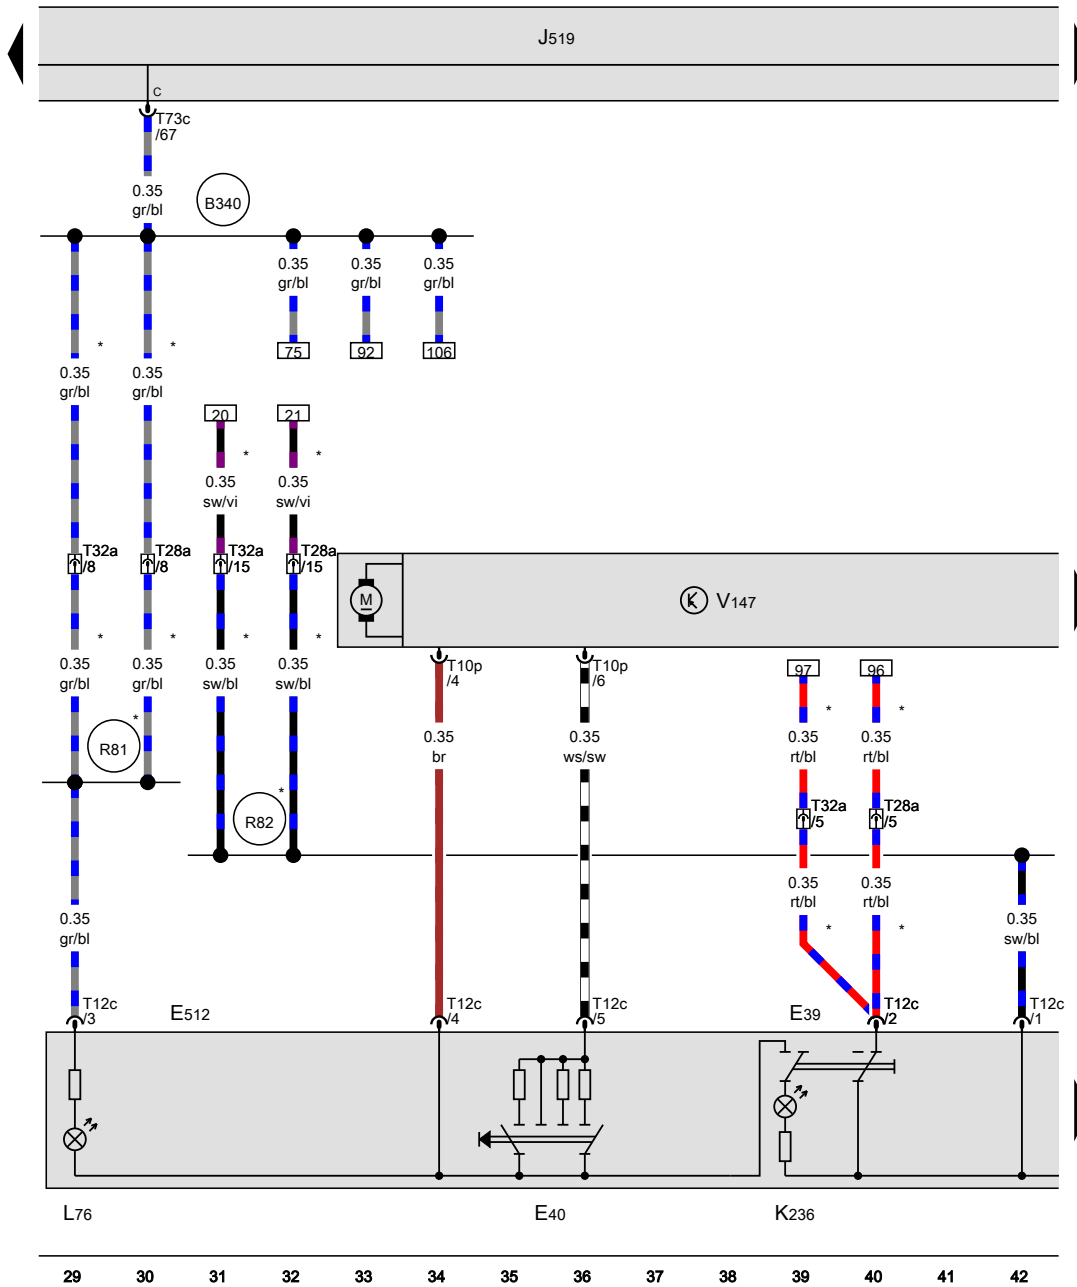 J519
c
T73c
/67
0.35
gr/bl
B340
0.35
gr/bl
0.35
gr/bl
0.35
gr/bl
75
92
106
*
*
0.35
gr/bl
0.35
gr/bl
20
21
*
*
0.35
sw/vi
0.35
sw/vi
T32a
/8
T28a
/8
T32a
/15
T28a
/15
M
K
V147
*
*
*
*
0.35
gr/bl
0.35
gr/bl
0.35
sw/bl
0.35
sw/bl
T10p
/4
T10p
/6
97
96
*
*
R81
*
0.35
br
0.35
ws/sw
0.35
rt/bl
0.35
rt/bl
R82
*
T32a
/5
T28a
/5
0.35
rt/bl
0.35
rt/bl
*
*
0.35
gr/bl
0.35
sw/bl
T12c
/3
E512
T12c
/4
T12c
/5
E39
T12c
/2
T12c
/1
L76
E40
K236
29 30 31 32 33 34 35 36 37 38 39 40 41 42